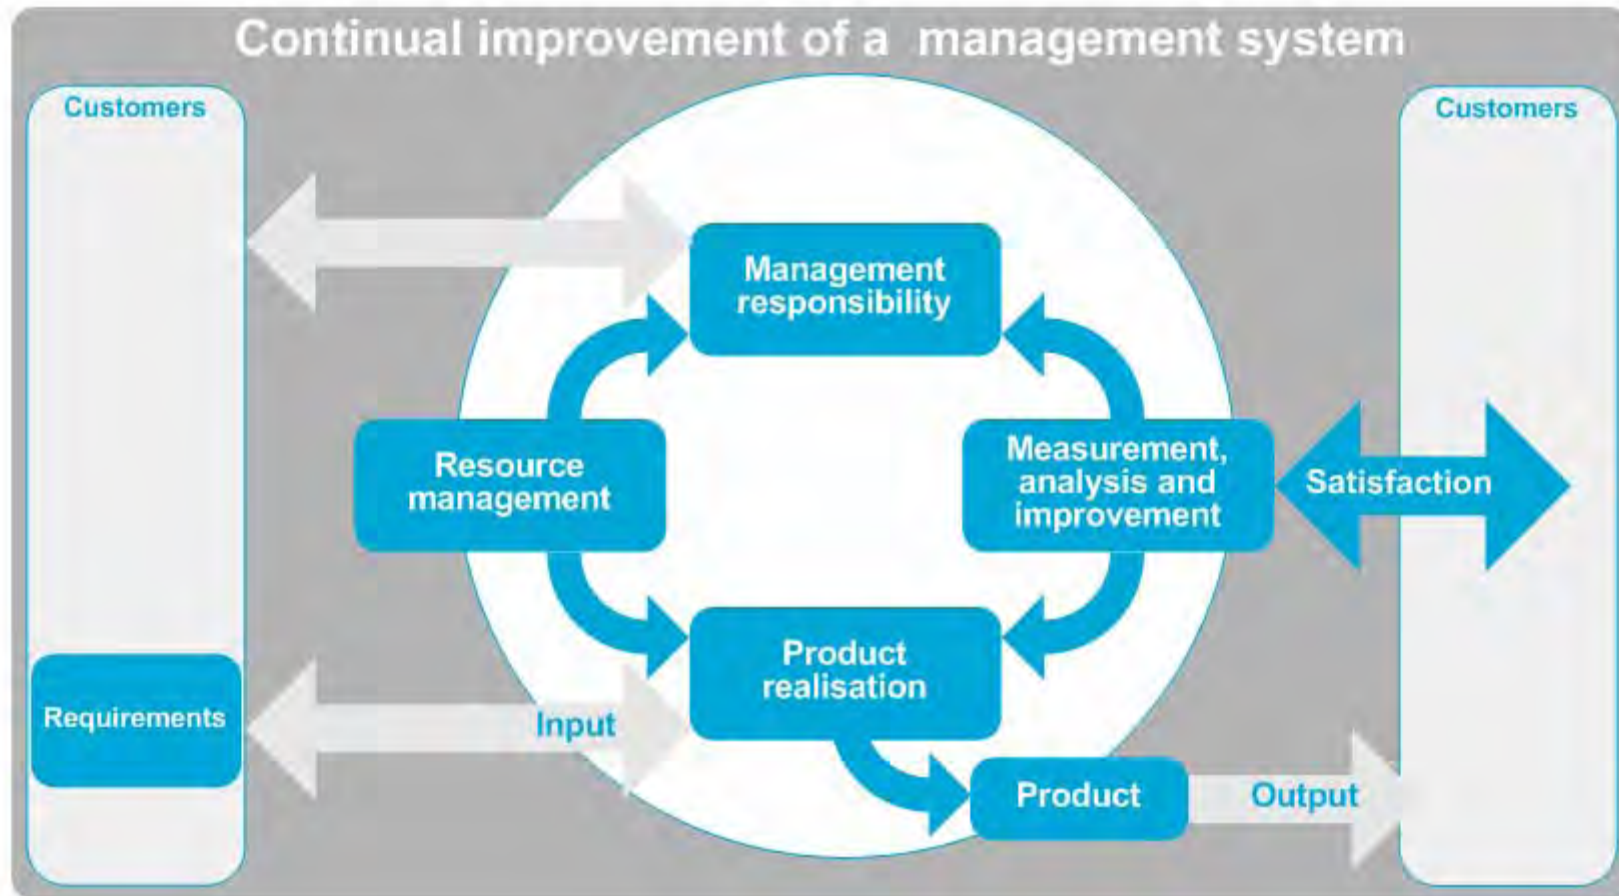 Continual improvement of a management system
Customers
Customers
Management
responsibility
Resource
management
Measurement,
analysis and
improvement
Satisfaction
Product
realisation
Requirements
Input
Product
Output